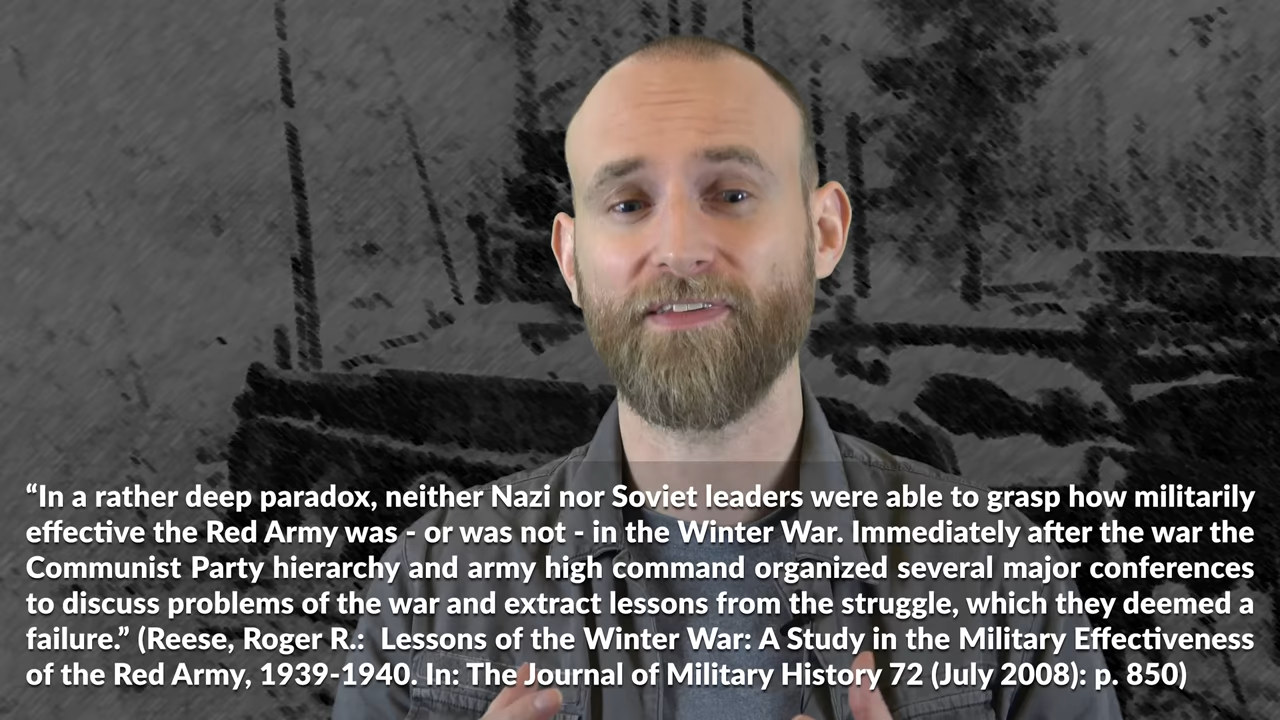 “In a rather deep paradox, neither Nazi nor Soviet leaders were able to grasp how militarily
effective the Red Army was - or was not - in the Winter War. Immediately after the war the
Communist Party hierarchy and army high command organized several major conferences
to discuss problems of the war and extract lessons from the struggle, which they deemed a
failure.” (Reese, Roger R.: Lessons of the Winter War: A Study in the Military Effectiveness
of the Red Army, 1939-1940. In: The Journal of Military History 72 (July 2008): p. 850)